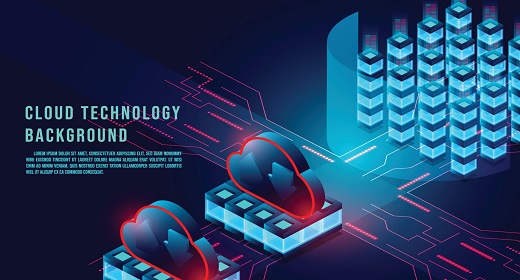 CLOUD TECHNOLOGY
BACKGROUND
LOREM IPSUM DOLOR SIT AMET, CONSECTETUER ADIPISCING ELIT, SED DIAM NONUMMY
NIBH EUISMOD TINCIDUNT UT LAOREET DOLORE MAGNA ALIQUAM ERAT VOLUTPAT. UT WISI
ENIM AD MINIM VENIAM, QUIS NOSTRUD EXERCI TATION ULLAMCORPER SUSCIPIT LOBORTIS
NISL UT ALIQUIP EX EA COMMODO CONSEQUAT.